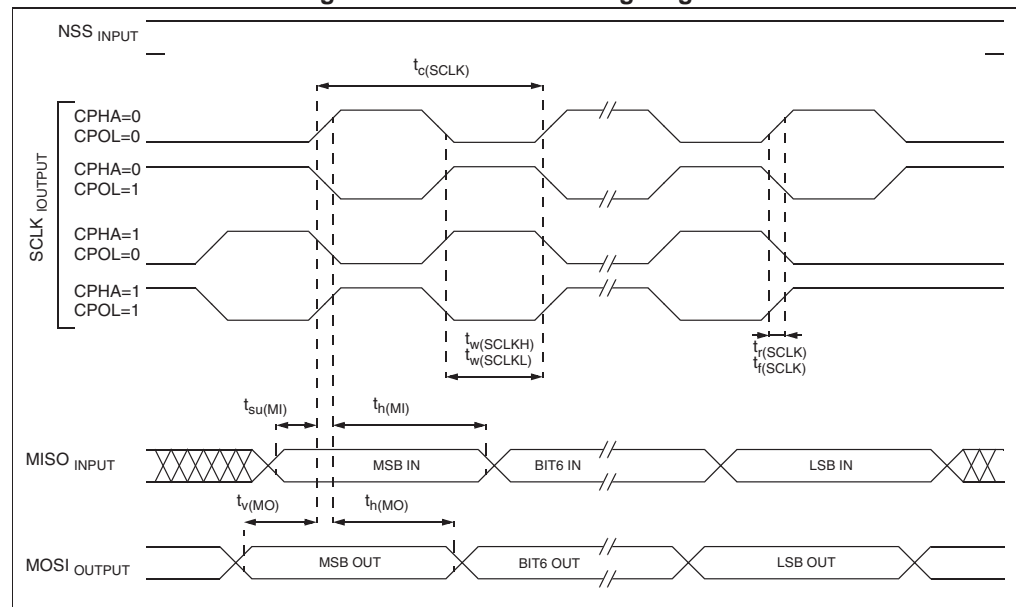 NSS INPUT
tc(SCLK)
SCLK IOUTPUT
CPHA=0
CPOL=0
CPHA=0
CPOL=1
CPHA=1
CPOL=0
CPHA=1
CPOL=1
tw(SCLKH)
tw(SCLKL)
tr(SCLK)
tf(SCLK)
tsu(MI)
th(MI)
MISO INPUT
MSB IN
BIT6 IN
LSB IN
tv(MO)
th(MO)
MOSI OUTPUT
MSB OUT
BIT6 OUT
LSB OUT